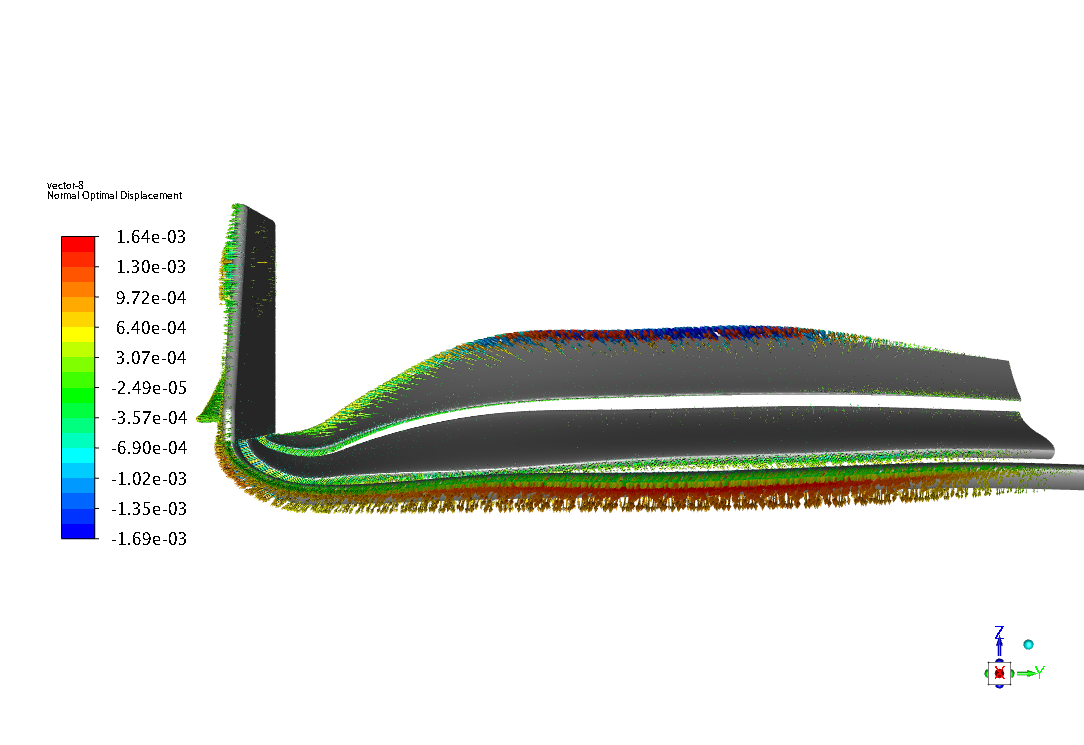 vector-8
Normal Optimal Displacement
1.64e-03
1.30e-03
9.72e-04
6.40e-04
3.07e-04
-2.49e-05
-3.57e-04
-6.90e-04
-1.02e-03
-1.35e-03
-1.69e-03
Z
X
Y